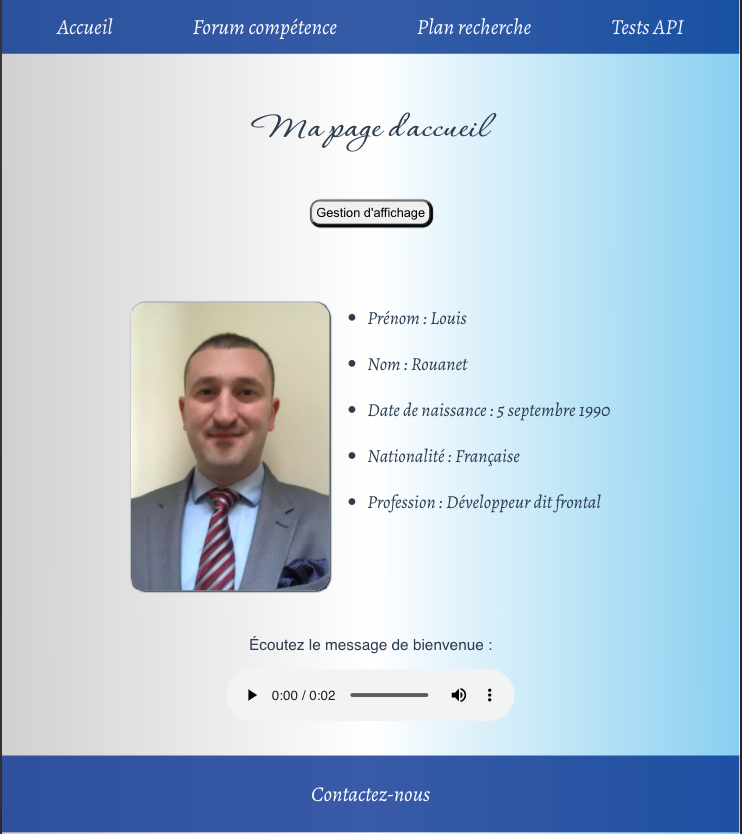 Accueil Forum compétence Plan recherche Tests API
Ma page d'accueil
Gestion d'affichage
Prénom : Louis
Nom : Rouanet
Date de naissance : 5 septembre 1990
Nationalité : Française
Profession : Développeur dit frontal
Écoutez le message de bienvenue :
0:00 / 0:02
Contactez-nous